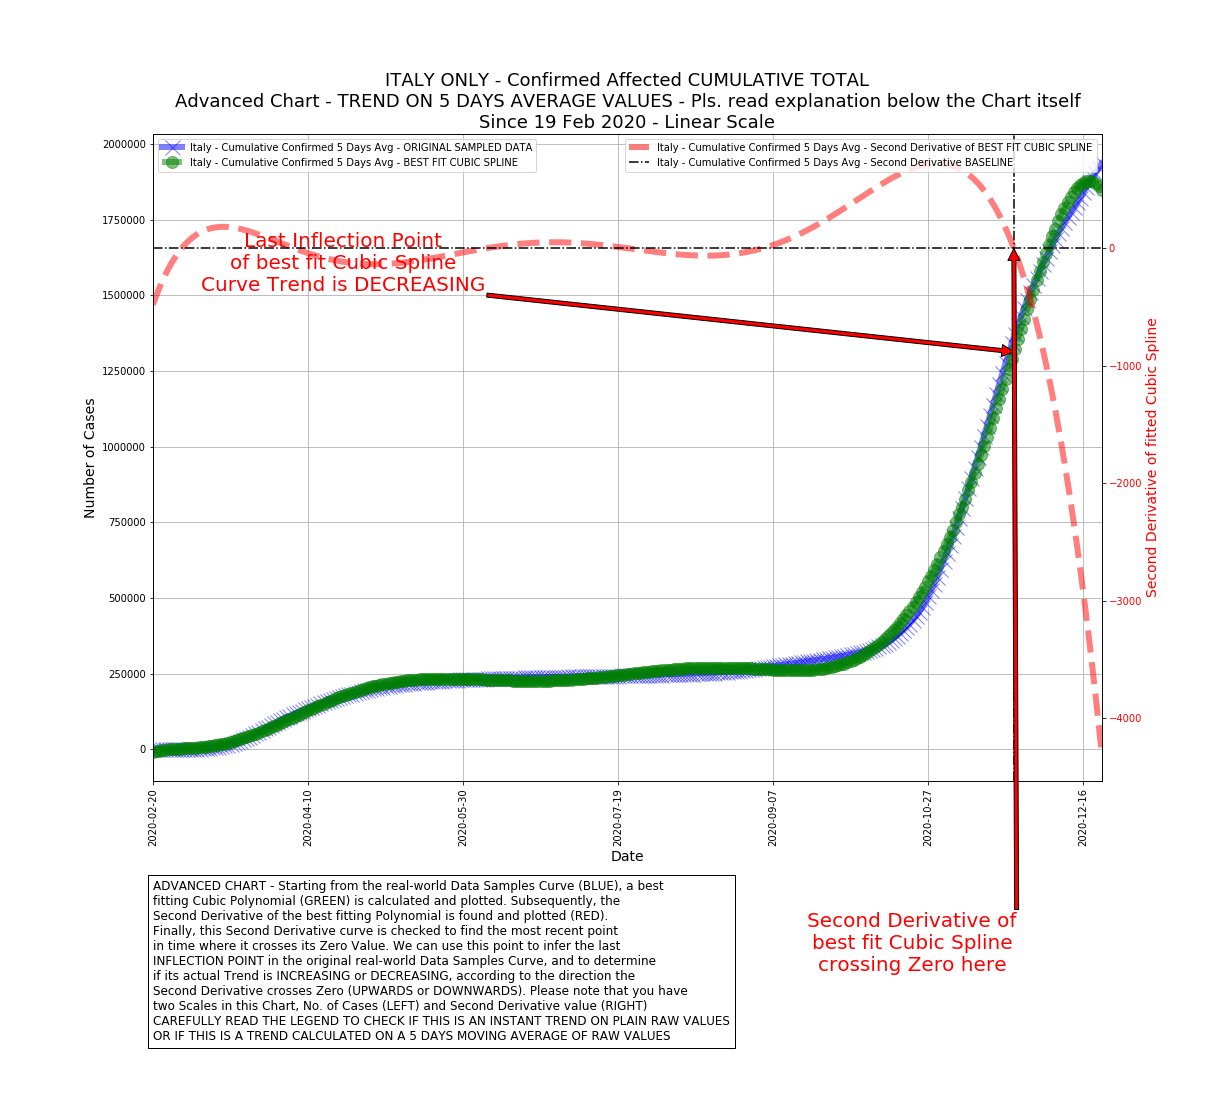 ITALY ONLY - Confirmed Affected CUMULATIVE TOTAL
Advanced Chart - TREND ON 5 DAYS AVERAGE VALUES - Pls. read explanation below the Chart itself
Since 19 Feb 2020 - Linear Scale
Italy - Cumulative Confirmed 5 Days Avg - ORIGINAL SAMPLED DATA
Italy - Cumulative Confirmed 5 Days Avg - BEST FIT CUBIC SPLINE
Italy - Cumulative Confirmed 5 Days Avg - Second Derivative of BEST FIT CUBIC SPLINE
Italy - Cumulative Confirmed 5 Days Avg - Second Derivative BASELINE
2000000
1750000
1500000
1250000
1000000
750000
500000
250000
0
Number of Cases
Last Inflection Point
of best fit Cubic Spline
Curve Trend is DECREASING
0
−1000
−2000
−3000
−4000
Second Derivative of fitted Cubic Spline
2020-02-20
2020-04-10
2020-05-30
2020-07-19
2020-09-07
2020-10-27
2020-12-16
Date
ADVANCED CHART - Starting from the real-world Data Samples Curve (BLUE), a best
fitting Cubic Polynomial (GREEN) is calculated and plotted. Subsequently, the
Second Derivative of the best fitting Polynomial is found and plotted (RED).
Finally, this Second Derivative curve is checked to find the most recent point
in time where it crosses its Zero Value. We can use this point to infer the last
INFLECTION POINT in the original real-world Data Samples Curve, and to determine
if its actual Trend is INCREASING or DECREASING, according to the direction the
Second Derivative crosses Zero (UPWARDS or DOWNWARDS). Please note that you have
two Scales in this Chart, No. of Cases (LEFT) and Second Derivative value (RIGHT)
CAREFULLY READ THE LEGEND TO CHECK IF THIS IS AN INSTANT TREND ON PLAIN RAW VALUES
OR IF THIS IS A TREND CALCULATED ON A 5 DAYS MOVING AVERAGE OF RAW VALUES
Second Derivative of
best fit Cubic Spline
crossing Zero here